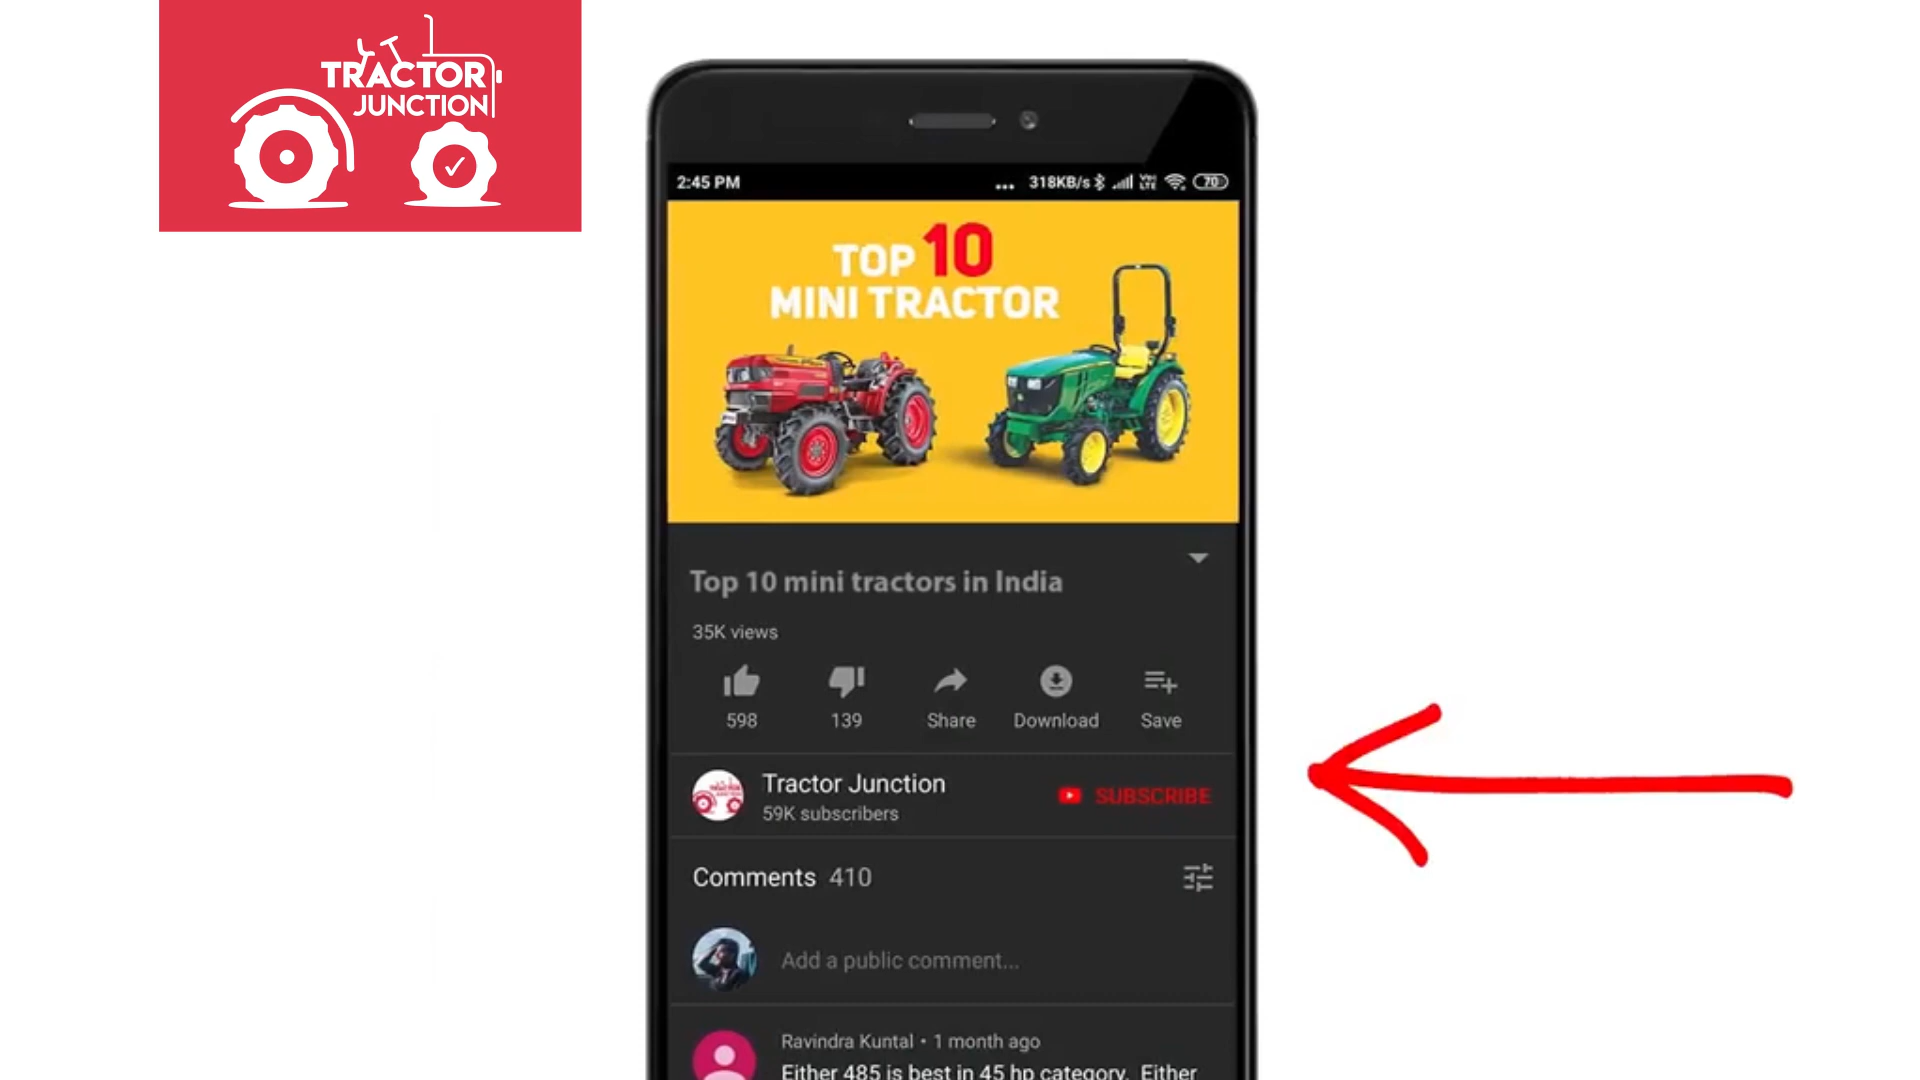 TRACTOR
JUNCTION
2:45 PM
... 318KB/s Vo) LTE 70
TOP 10
MINI TRACTOR
Top 10 mini tractors in India
35K views
598 139 Share Download Save
Tractor Junction
59K subscribers
SUBSCRIBE
Comments 410
Add a public comment...
Ravindra Kuntal • 1 month ago
Either 485 is best in 45 hp category. Either